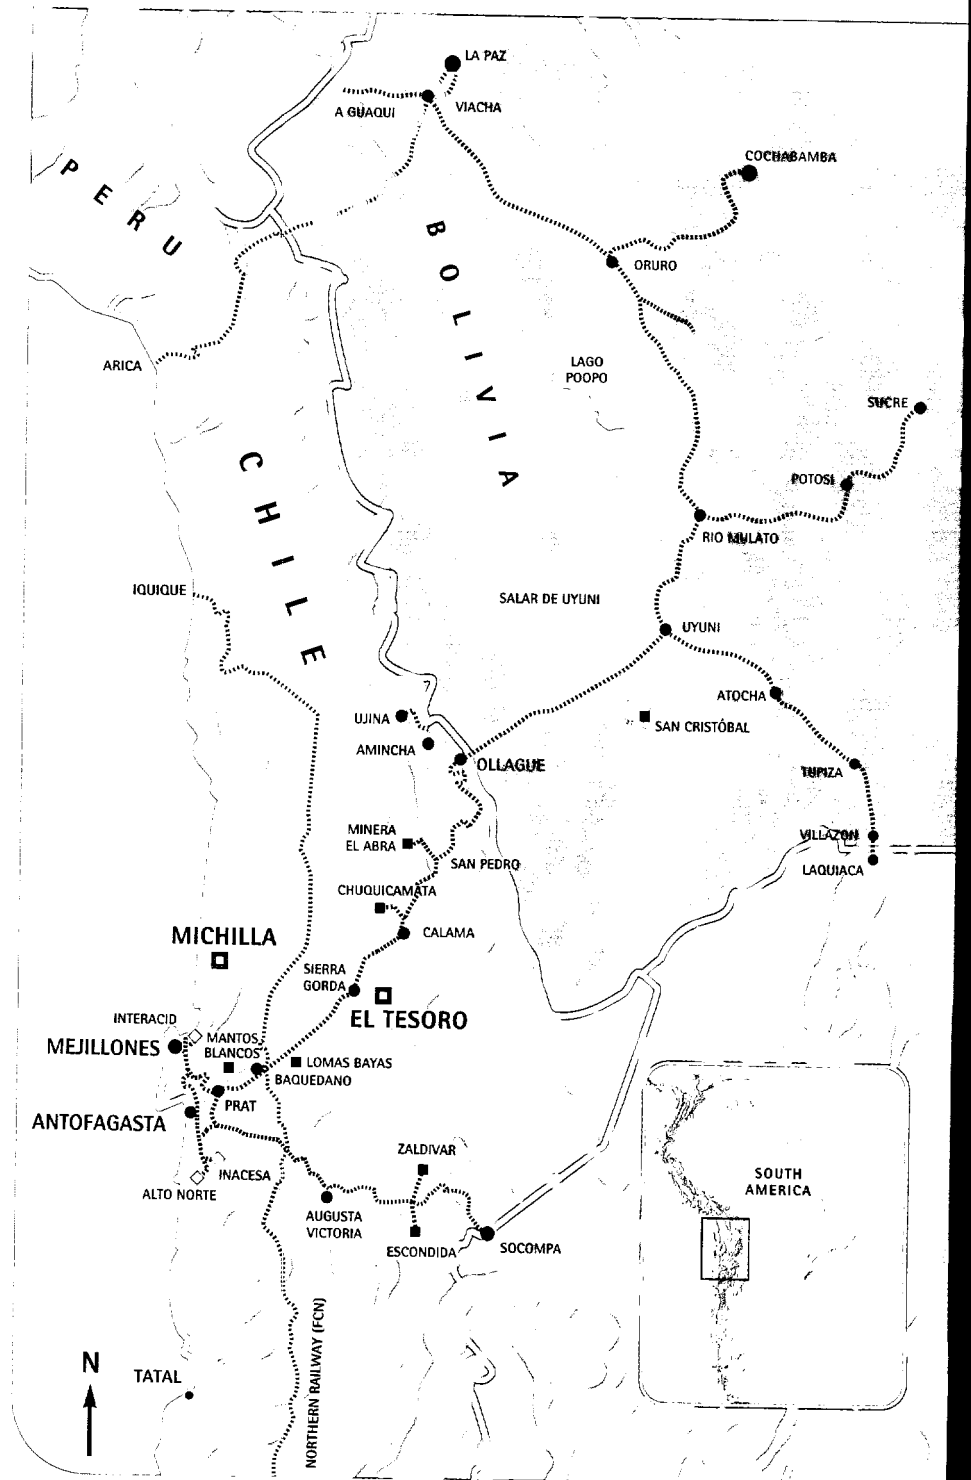 LA PAZ
A GUAQUI
VIACHA
COCHABAMBA
PERU
BOLIVIA
ORURO
ARICA
LAGO
POOPO
SUCRE
CHILE
POTOSI
RIO MULATO
IQUIQUE
SALAR DE UYUNI
UYUNI
ATOCHA
UJINA
SAN CRISTÓBAL
AMINCHA
OLLAGUE
TUPIZA
MINERA
EL ABRA
VILLAZON
SAN PEDRO
LAQUIACA
CHUQUICAMATA
MICHILLA
CALAMA
SIERRA
GORDA
EL TESORO
INTERACID
MEJILLONES
MANTOS
BLANCOS
LOMAS BAYAS
BAQUEDANO
PRAT
ANTOFAGASTA
ZALDIVAR
INACESA
ALTO NORTE
SOUTH
AMERICA
AUGUSTA
VICTORIA
ESCONDIDA
SOCOMPA
NORTHERN RAILWAY (FCN)
N
TATAL